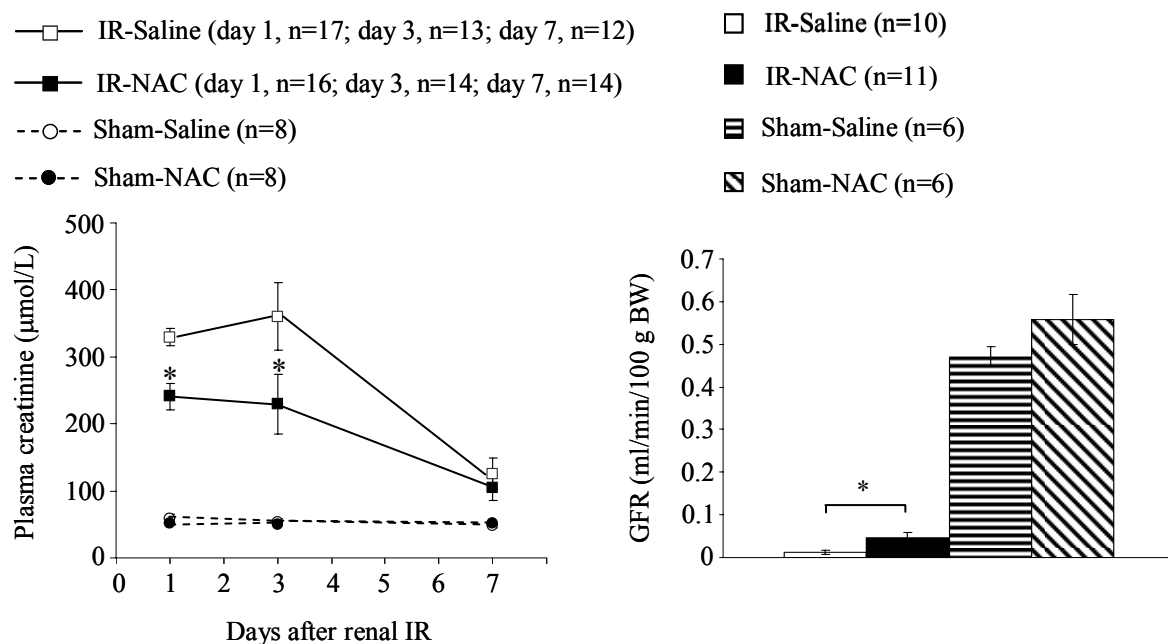 IR-Saline (day 1, n=17; day 3, n=13; day 7, n=12)
IR-NAC (day 1, n=16; day 3, n=14; day 7, n=14)
Sham-Saline (n=8)
Sham-NAC (n=8)
500
400
300
200
100
0
Plasma creatinine (μmol/L)
*
*
0 1 2 3 4 5 6 7
Days after renal IR
IR-Saline (n=10)
IR-NAC (n=11)
Sham-Saline (n=6)
Sham-NAC (n=6)
0.7
0.6
0.5
0.4
0.3
0.2
0.1
0
GFR (ml/min/100 g BW)
*